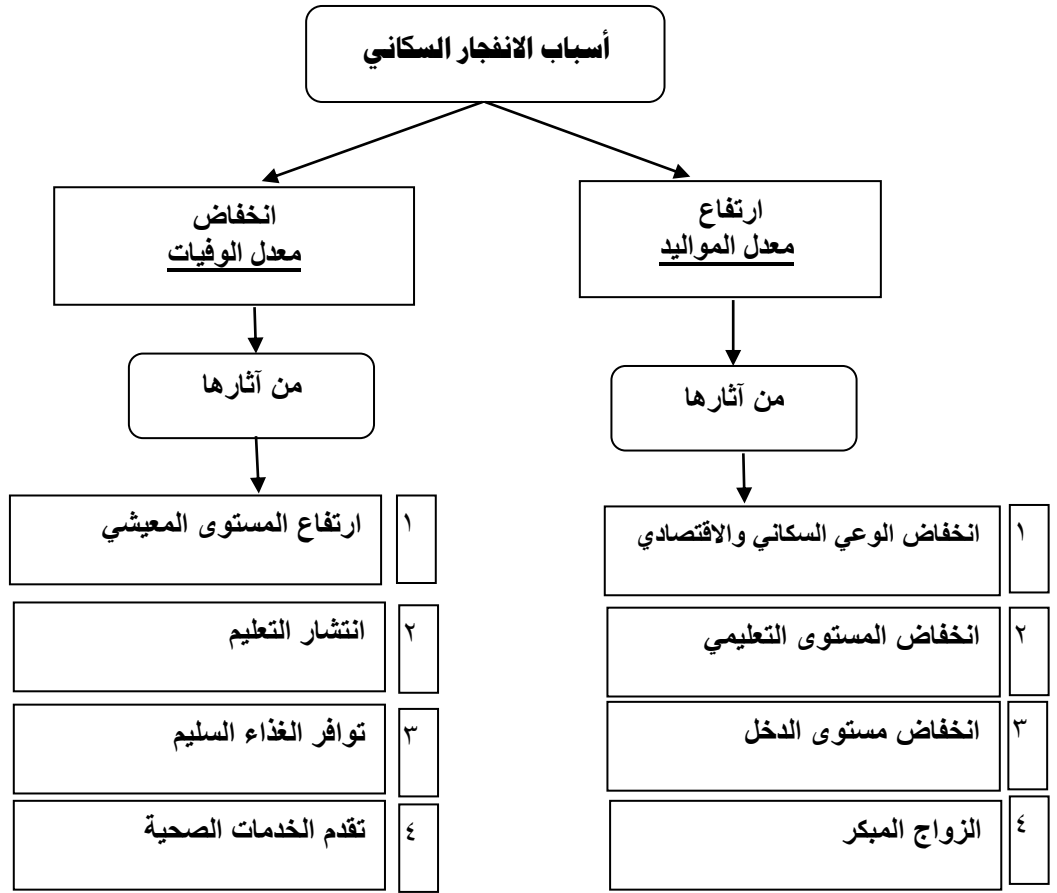 أسباب الانفجار السكاني
ارتفاع
معدل المواليد
من آثارها
١ انخفاض الوعي السكاني والاقتصادي
٢ انخفاض المستوى التعليمي
٣ انخفاض مستوى الدخل
٤ الزواج المبكر
انخفاض
معدل الوفيات
من آثارها
١ ارتفاع المستوى المعيشي
٢ انتشار التعليم
٣ توافر الغذاء السليم
٤ تقدم الخدمات الصحية